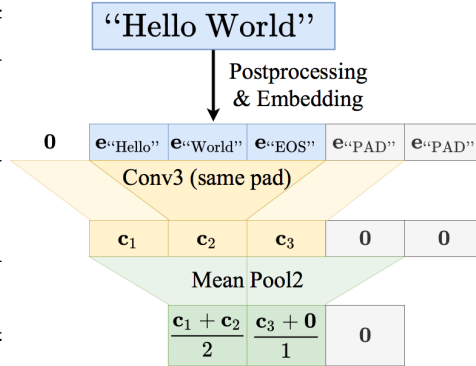 “Hello World”
Postprocessing
& Embedding
0 e“Hello” e“World” e“EOS” e“PAD” e“PAD”
Conv3 (same pad)
c1 c2 c3 0 0
Mean Pool2
c1 + c2 c3 + 0 0
2 1